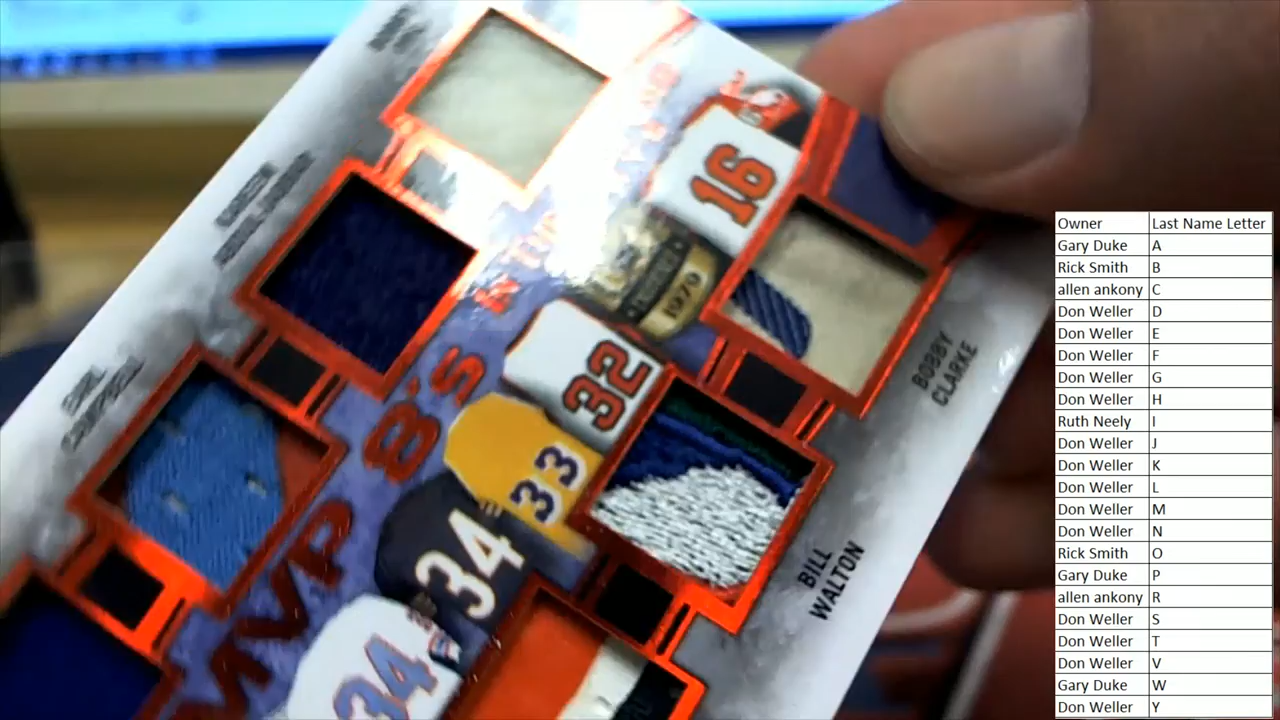 16
1979
32
33
34
34
MVP 8'S
BOBBY
CLARKE
BILL
WALTON
EARL
CAMPBELL
Owner Last Name Letter
Gary Duke A
Rick Smith B
allen ankony C
Don Weller D
Don Weller E
Don Weller F
Don Weller G
Don Weller H
Ruth Neely I
Don Weller J
Don Weller K
Don Weller L
Don Weller M
Don Weller N
Rick Smith O
Gary Duke P
allen ankony R
Don Weller S
Don Weller T
Don Weller V
Gary Duke W
Don Weller Y